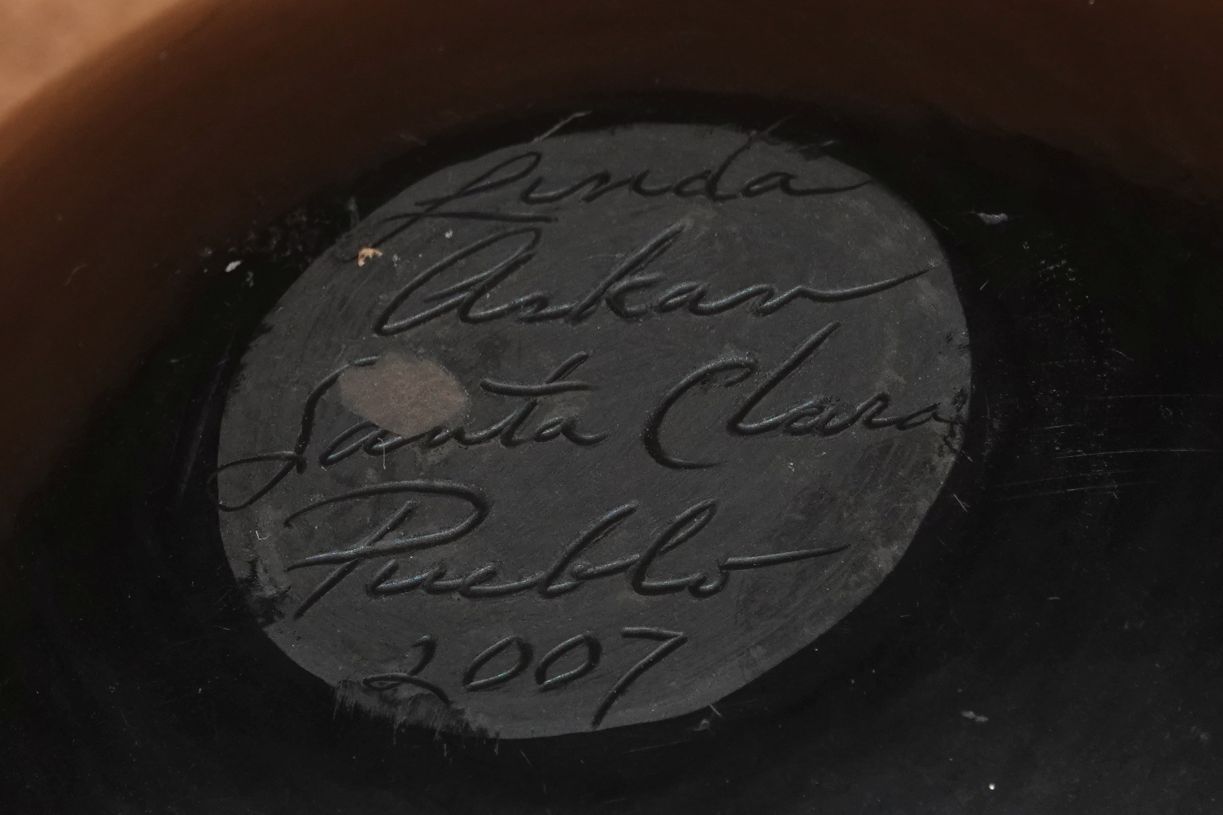 Linda
Askan
Santa Clara
Pueblo
2007